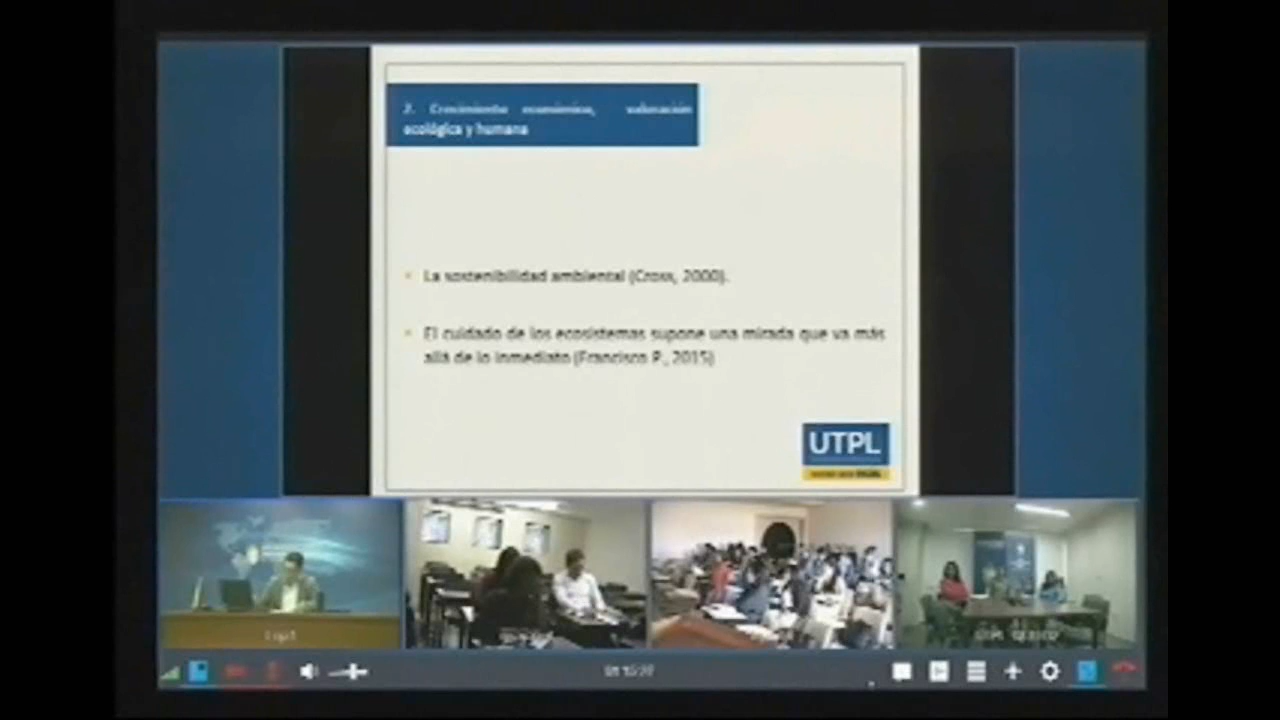 2. Crecimiento económico, valoración
ecológica y humana
La sostenibilidad ambiental (Cross, 2000).
El cuidado de los ecosistemas supone una mirada que va más
allá de lo inmediato (Francisco P., 2015)
UTPL